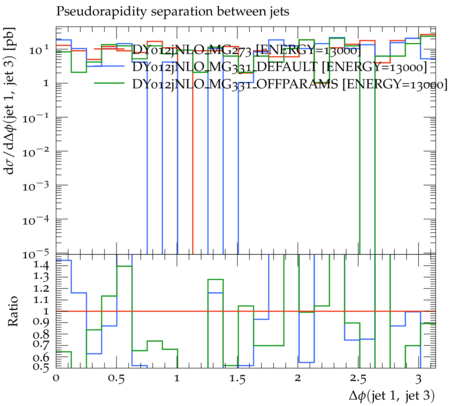 Pseudorapidity separation between jets
dσ/dΔϕ(jet 1, jet 3) [pb]
DY012jNLO_MG273 [ENERGY=13000]
DY012jNLO_MG331_DEFAULT [ENERGY=13000]
DY012jNLO_MG331_OFFPARAMS [ENERGY=13000]
10^1
1
10^−1
10^−2
10^−3
10^−4
10^−5
Ratio
1.4
1.3
1.2
1.1
1
0.9
0.8
0.7
0.6
0.5
0 0.5 1 1.5 2 2.5 3
Δϕ(jet 1, jet 3)